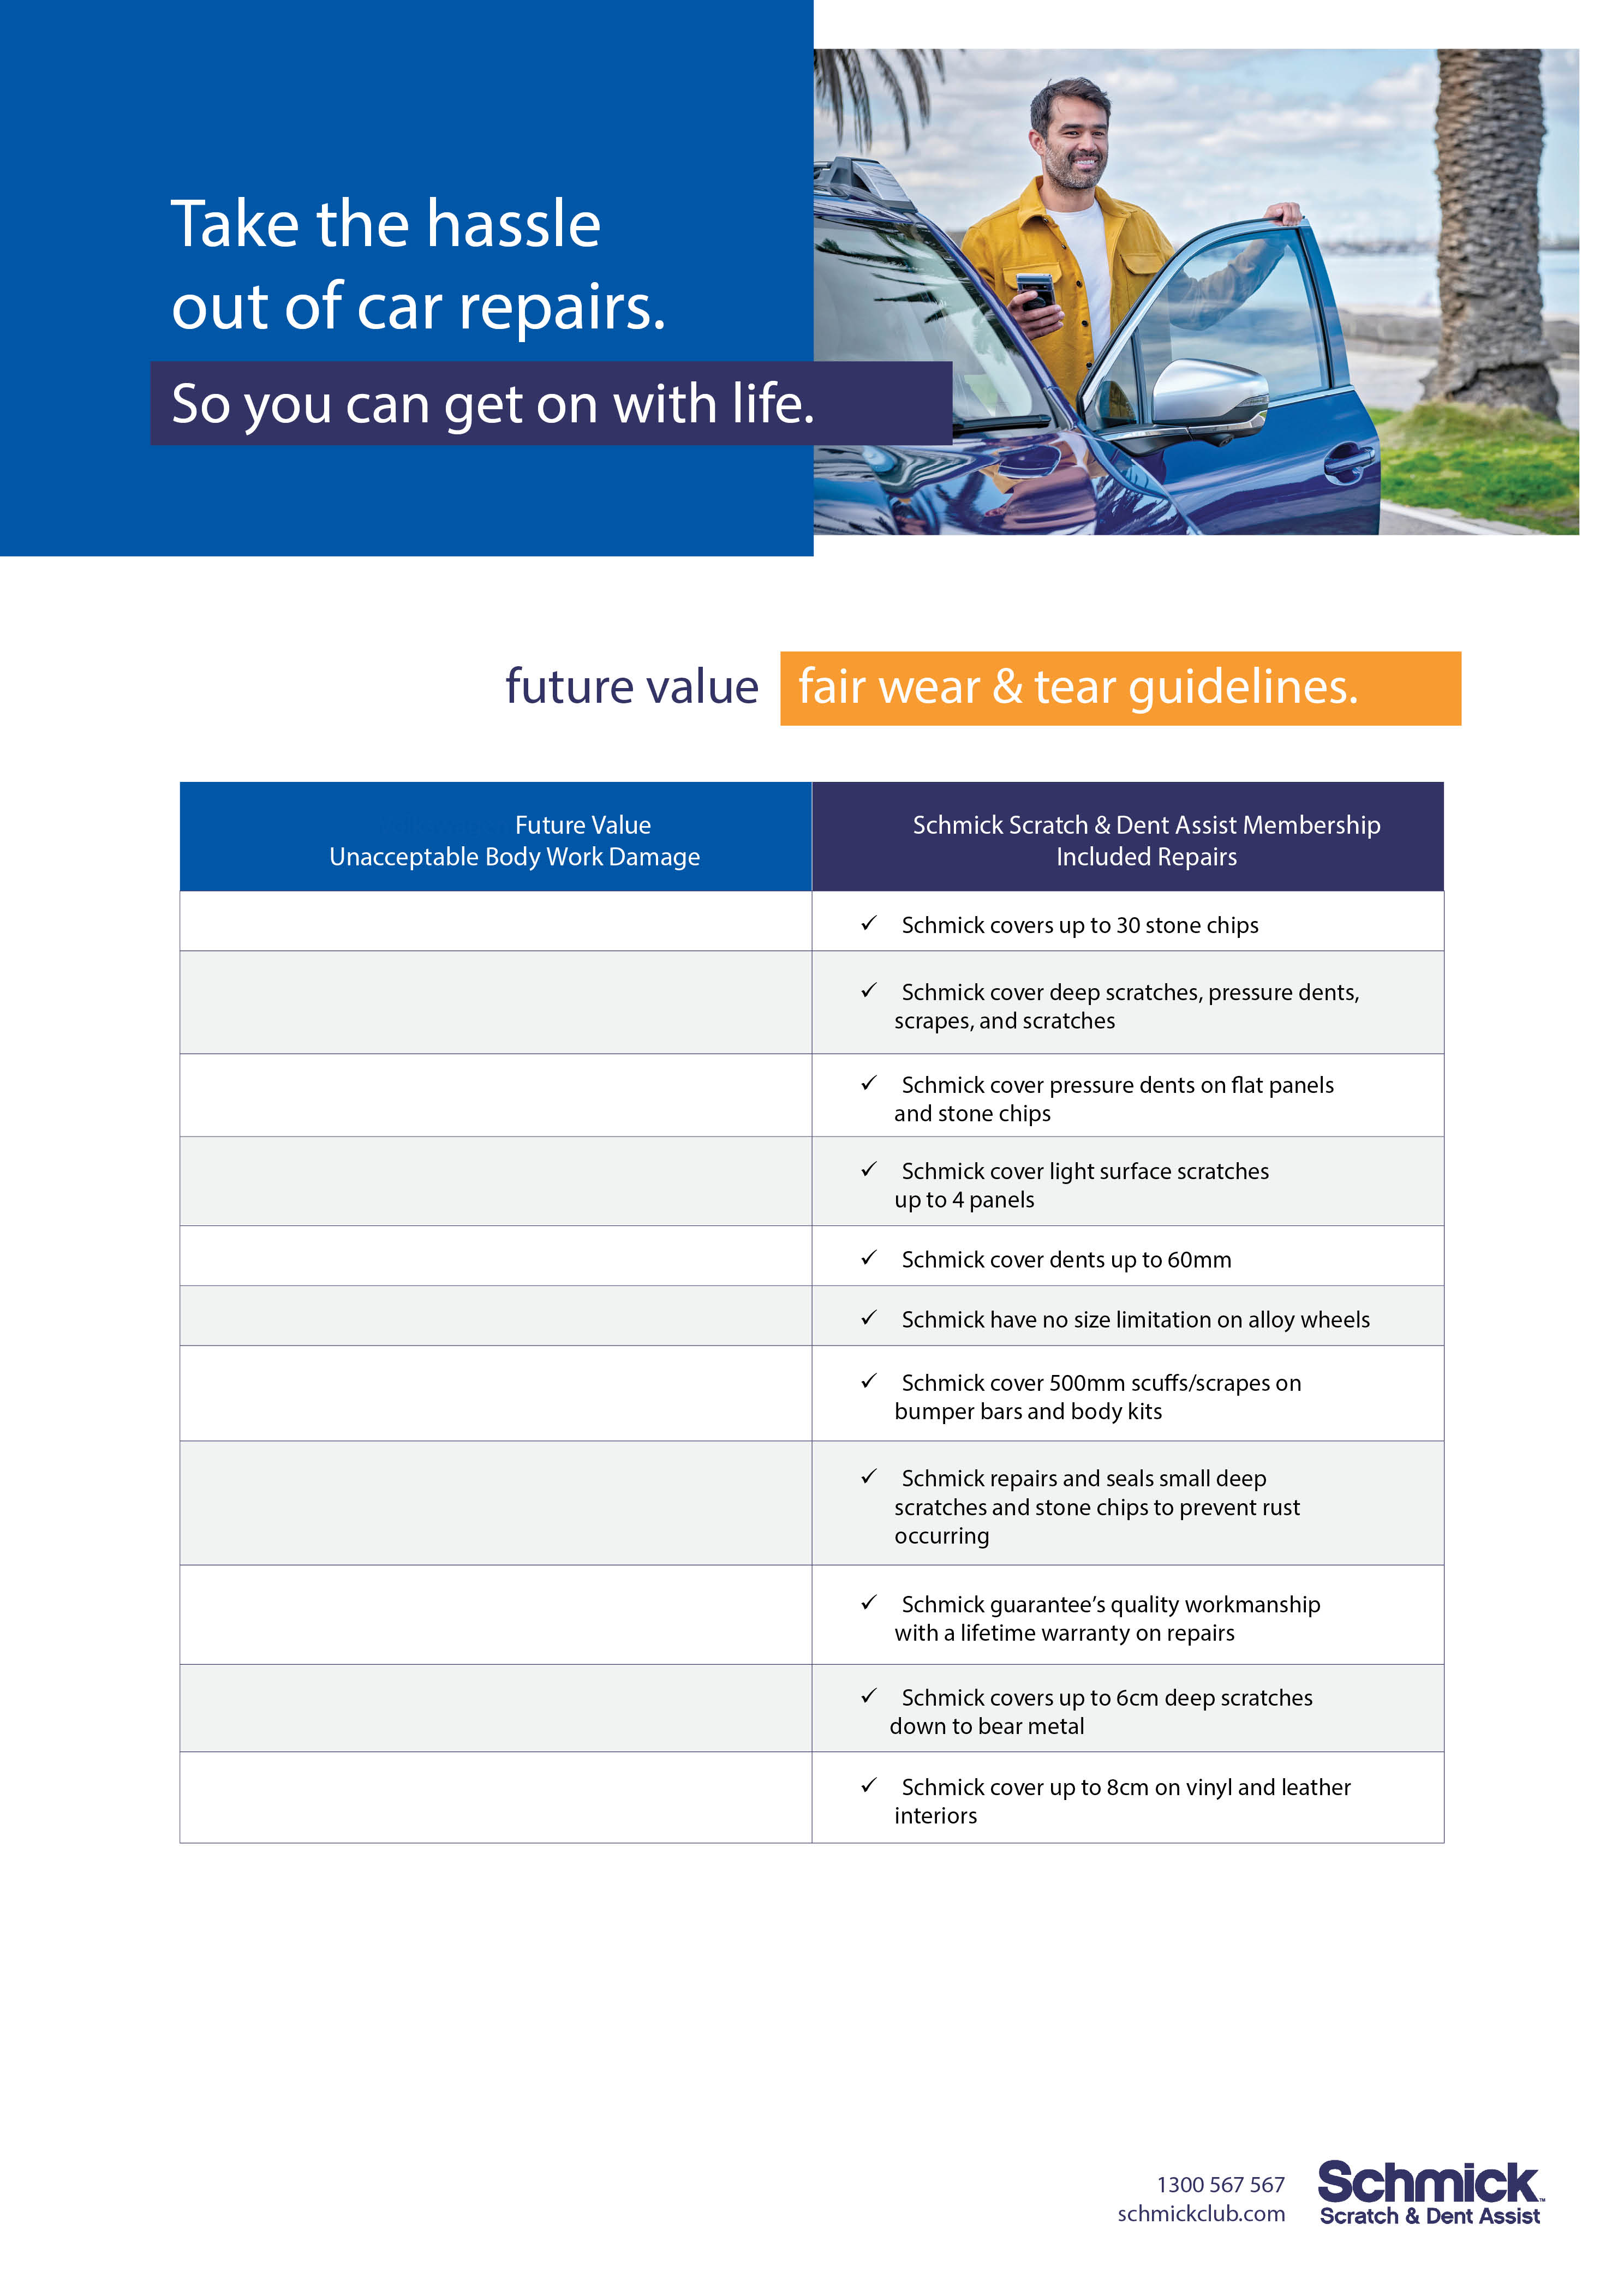 Take the hassle
out of car repairs.
So you can get on with life.
future value fair wear & tear guidelines.
Future Value
Unacceptable Body Work Damage
Schmick Scratch & Dent Assist Membership
Included Repairs
✓ Schmick covers up to 30 stone chips
✓ Schmick cover deep scratches, pressure dents,
scrapes, and scratches
✓ Schmick cover pressure dents on flat panels
and stone chips
✓ Schmick cover light surface scratches
up to 4 panels
✓ Schmick cover dents up to 60mm
✓ Schmick have no size limitation on alloy wheels
✓ Schmick cover 500mm scuffs/scrapes on
bumper bars and body kits
✓ Schmick repairs and seals small deep
scratches and stone chips to prevent rust
occurring
✓ Schmick guarantee’s quality workmanship
with a lifetime warranty on repairs
✓ Schmick covers up to 6cm deep scratches
down to bear metal
✓ Schmick cover up to 8cm on vinyl and leather
interiors
1300 567 567
schmickclub.com
Schmick™
Scratch & Dent Assist